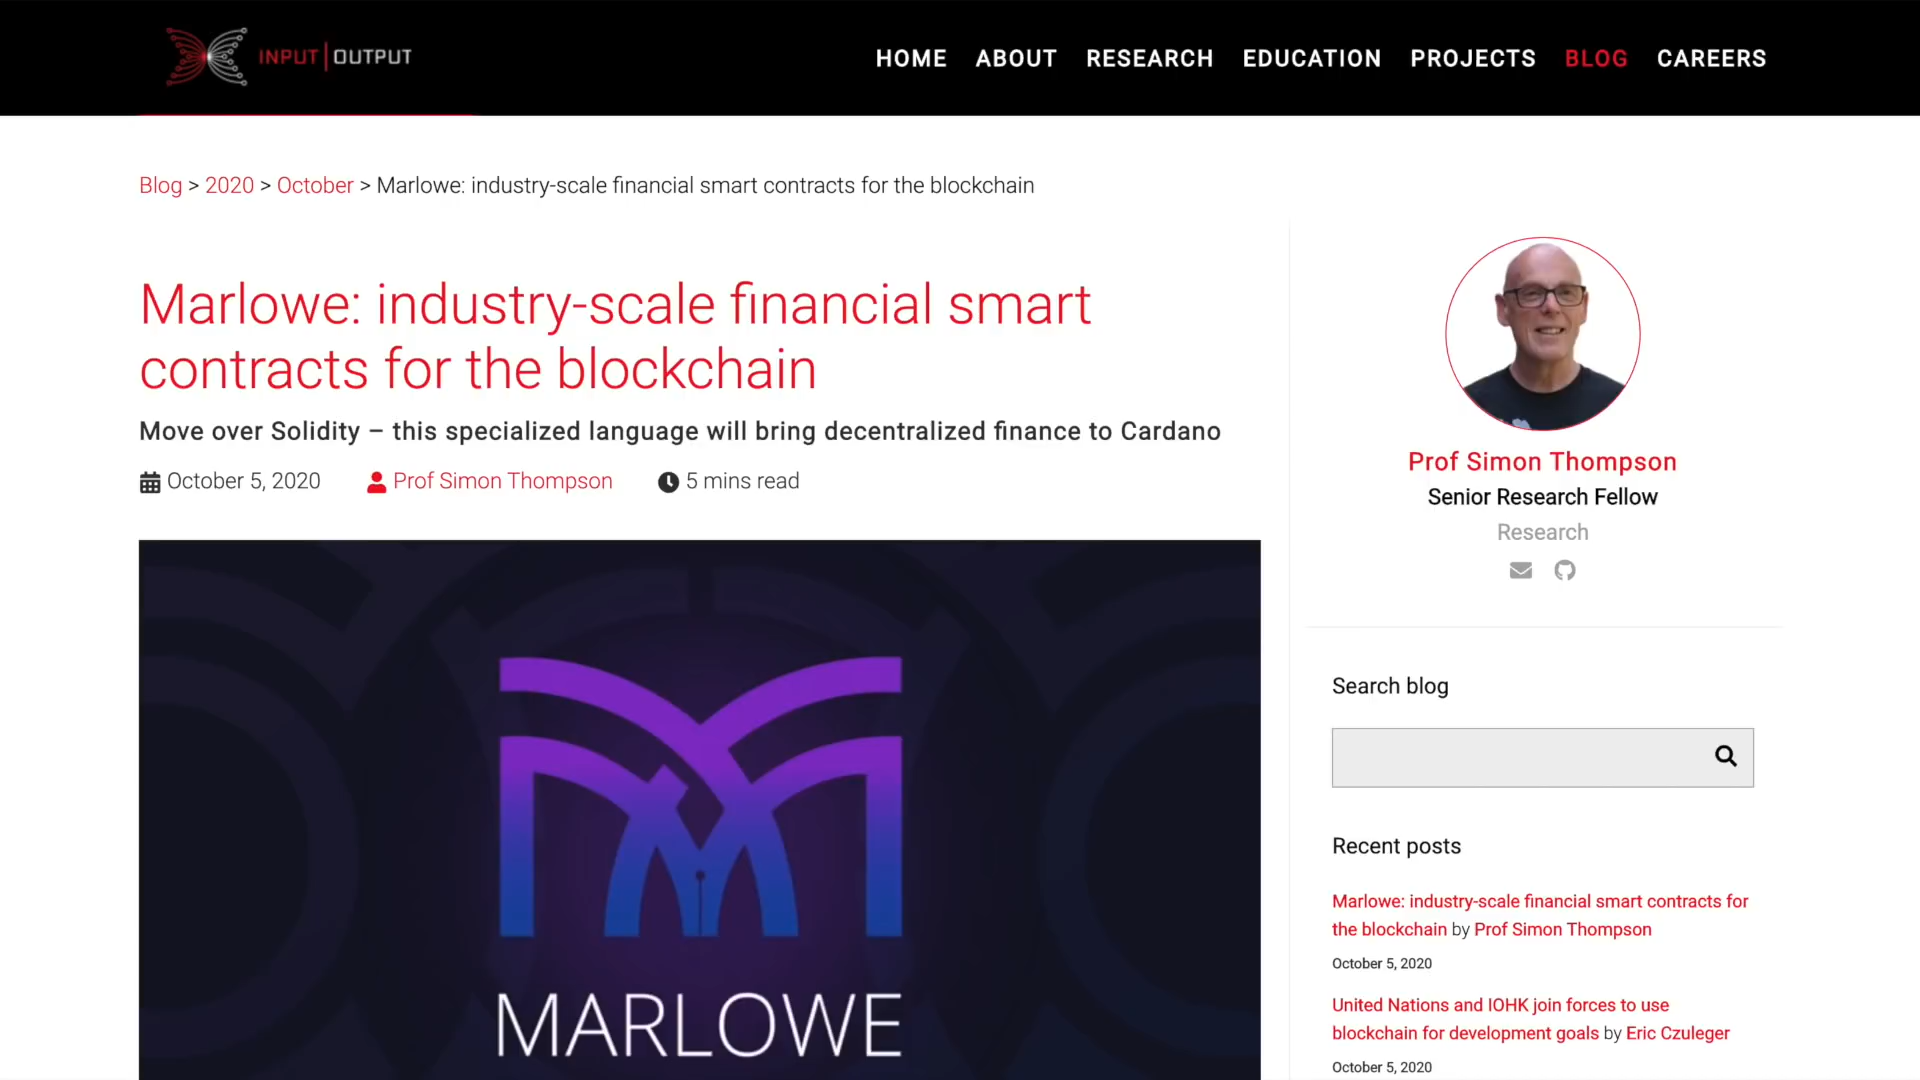 INPUT|OUTPUT
HOME ABOUT RESEARCH EDUCATION PROJECTS BLOG CAREERS
Blog > 2020 > October > Marlowe: industry-scale financial smart contracts for the blockchain
Marlowe: industry-scale financial smart
contracts for the blockchain
Move over Solidity – this specialized language will bring decentralized finance to Cardano
October 5, 2020 Prof Simon Thompson 5 mins read
MARLOWE
Prof Simon Thompson
Senior Research Fellow
Research
Search blog
Recent posts
Marlowe: industry-scale financial smart contracts for
the blockchain by Prof Simon Thompson
October 5, 2020
United Nations and IOHK join forces to use
blockchain for development goals by Eric Czuleger
October 5, 2020